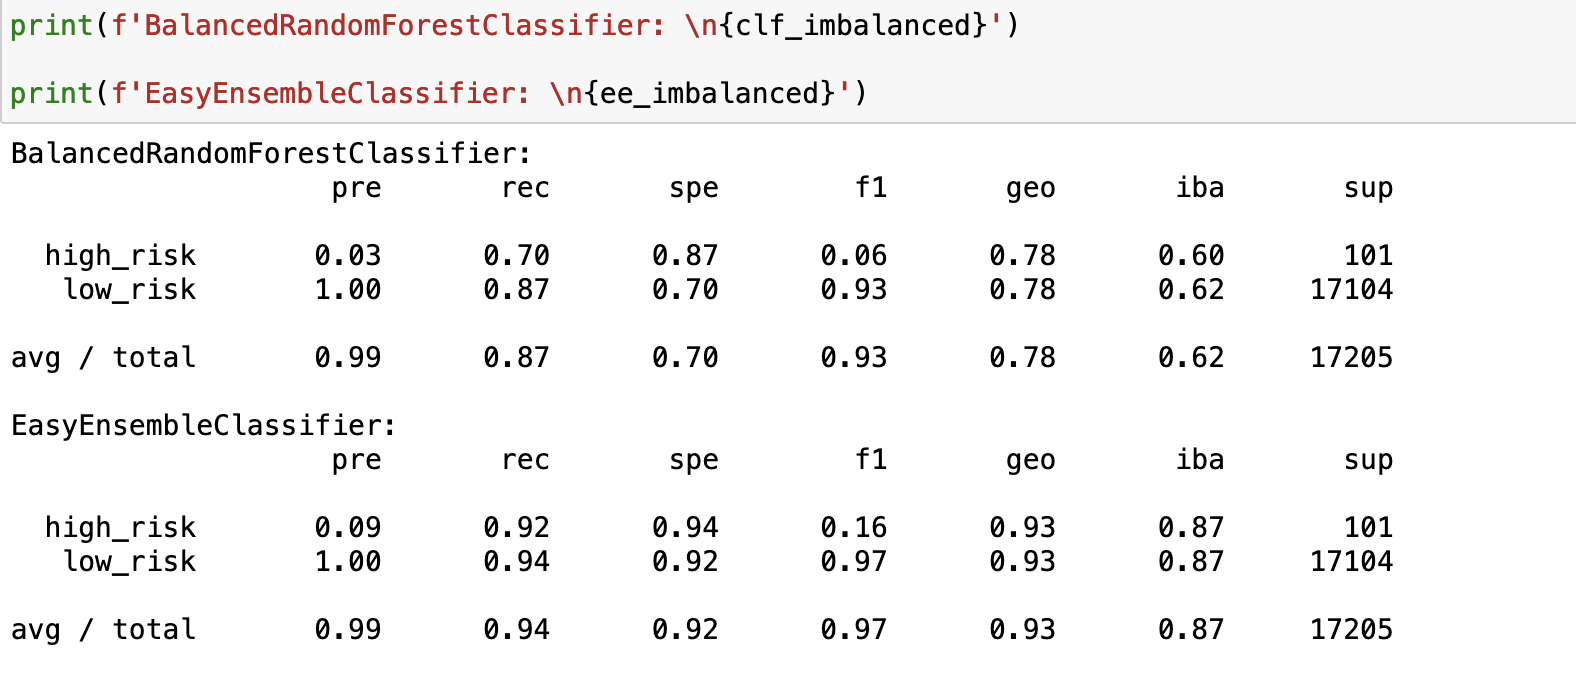 print(f'BalancedRandomForestClassifier: \n{clf_imbalanced}')
print(f'EasyEnsembleClassifier: \n{ee_imbalanced}')
BalancedRandomForestClassifier:
pre rec spe f1 geo iba sup
high_risk 0.03 0.70 0.87 0.06 0.78 0.60 101
low_risk 1.00 0.87 0.70 0.93 0.78 0.62 17104
avg / total 0.99 0.87 0.70 0.93 0.78 0.62 17205
EasyEnsembleClassifier:
pre rec spe f1 geo iba sup
high_risk 0.09 0.92 0.94 0.16 0.93 0.87 101
low_risk 1.00 0.94 0.92 0.97 0.93 0.87 17104
avg / total 0.99 0.94 0.92 0.97 0.93 0.87 17205